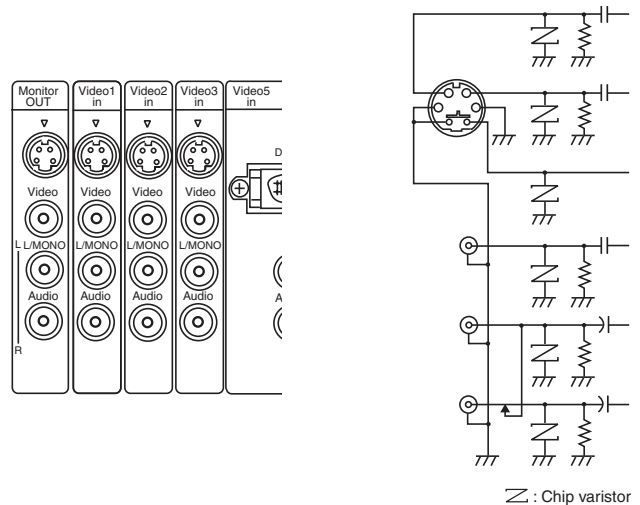 Monitor OUT
Video1 in
Video2 in
Video3 in
Video5 in
D
Video
Video
Video
Video
L L/MONO
L/MONO
L/MONO
L/MONO
Audio
Audio
Audio
Audio
A
R
: Chip varistor